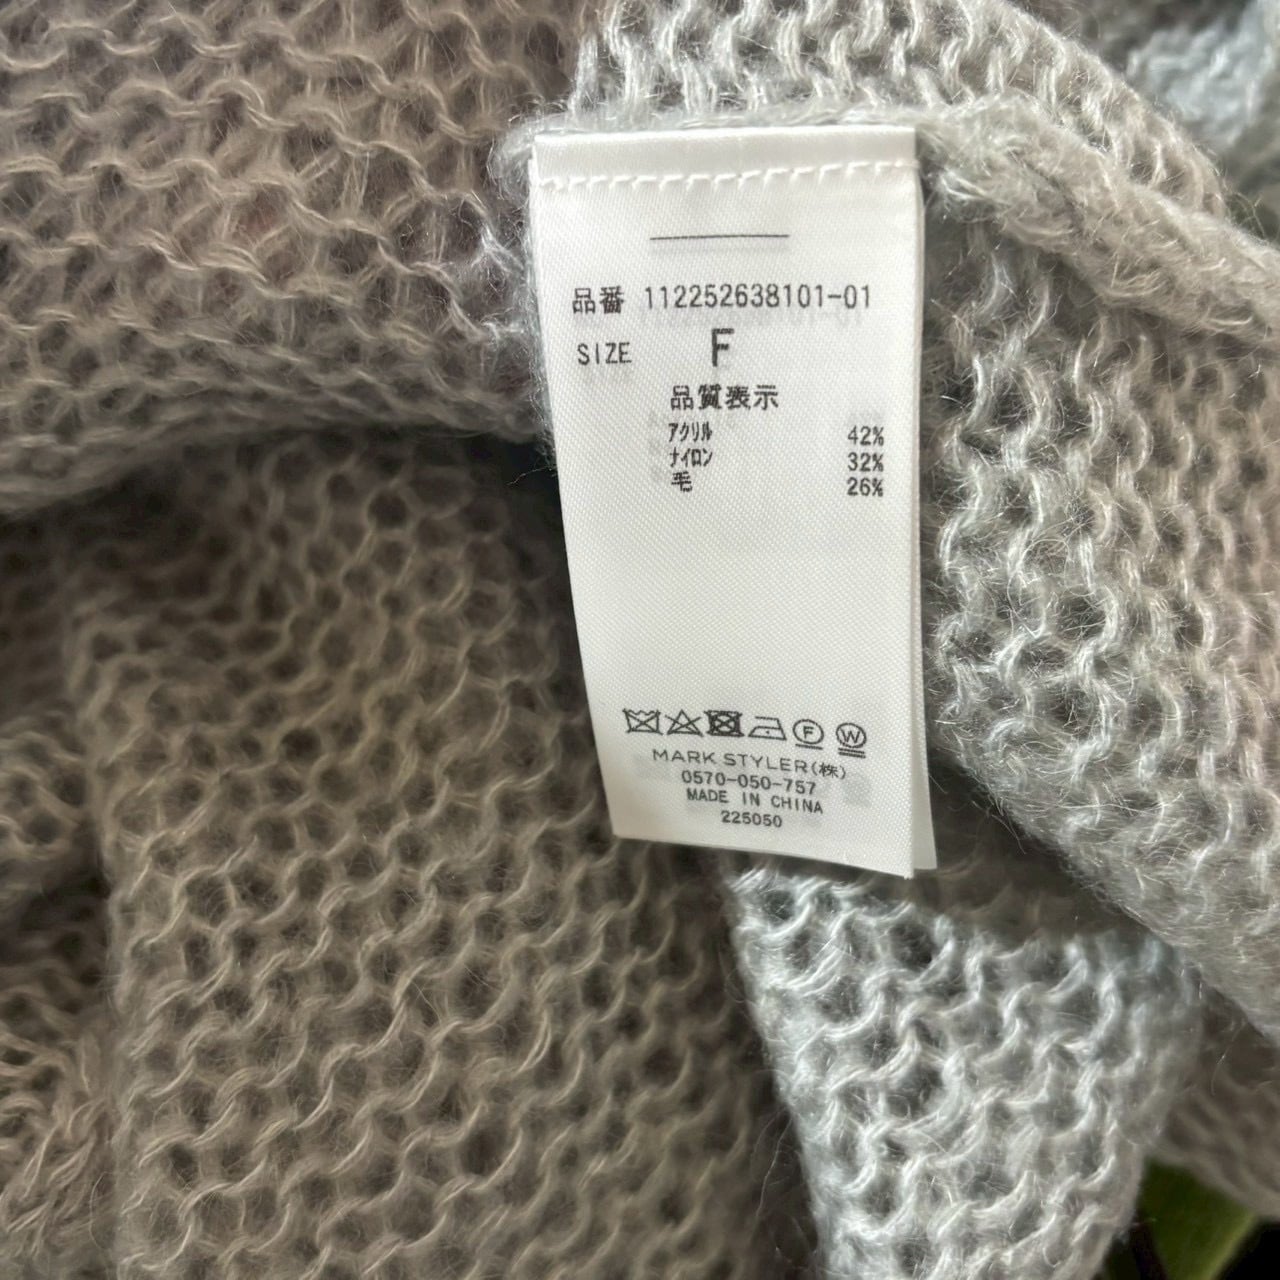 品番 112252638101-01
SIZE F
品質表示
アクリル 42%
ナイロン 32%
毛 26%
F W
MARK STYLER(株)
0570-050-757
MADE IN CHINA
225050